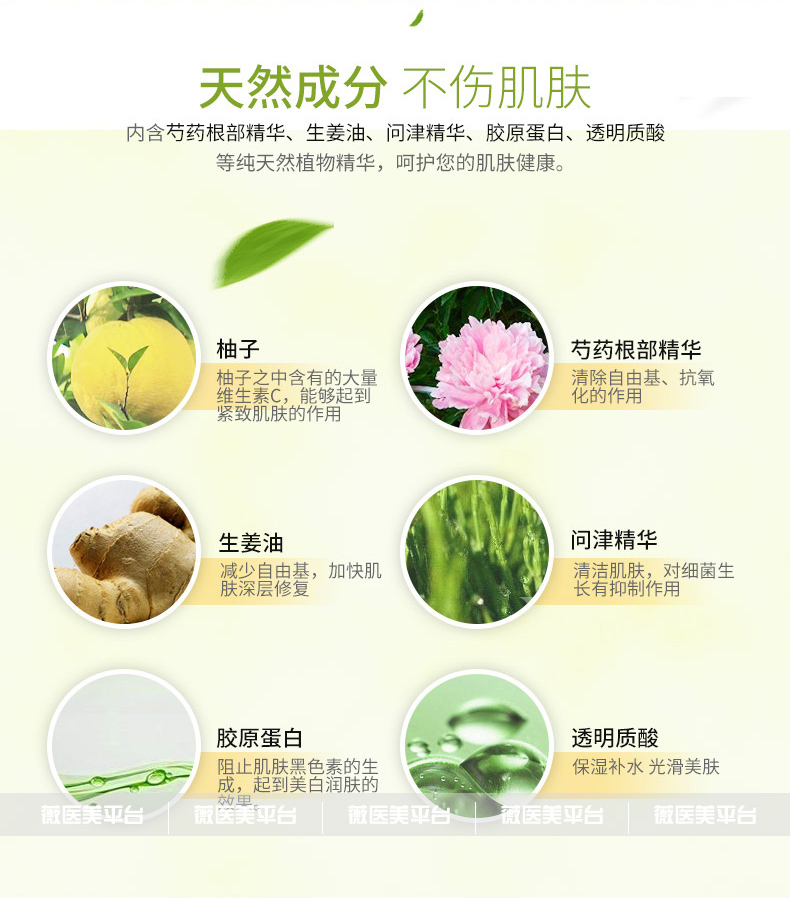 天然成分 不伤肌肤
内含芍药根部精华、生姜油、问津精华、胶原蛋白、透明质酸
等纯天然植物精华，呵护您的肌肤健康。
柚子
柚子之中含有的大量
维生素C，能够起到
紧致肌肤的作用
芍药根部精华
清除自由基、抗氧
化的作用
生姜油
减少自由基，加快肌
肤深层修复
问津精华
清洁肌肤，对细菌生
长有抑制作用
胶原蛋白
阻止肌肤黑色素的生
成，起到美白润肤的
效果。
透明质酸
保湿补水 光滑美肤
薇医美平台 薇医美平台 薇医美平台 薇医美平台 薇医美平台